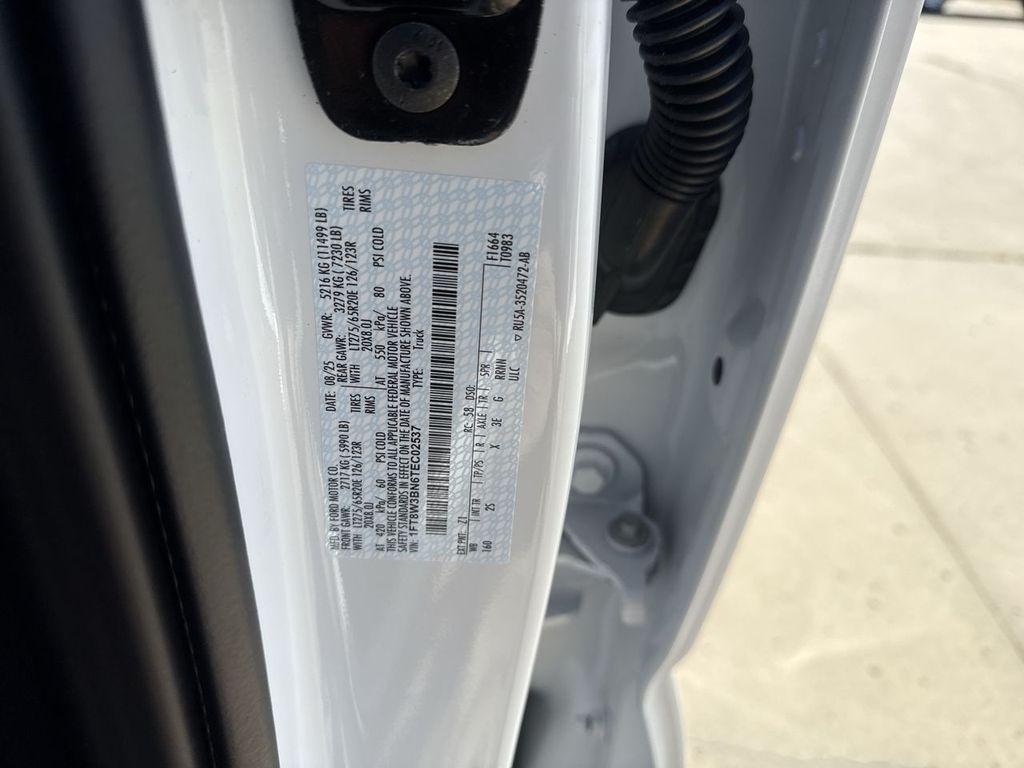 MFD. BY FORD MOTOR CO. DATE: 08/25 GVWR: 5216 KG (11499 LB)
FRONT GAWR: 2717 KG (5990 LB) REAR GAWR: 3279 KG (7230 LB)
LT275/65R20E 126/123R TIRES WITH LT275/65R20E 126/123R TIRES
20X8.0J RIMS 20X8.0J RIMS
AT 420 kPa/ 60 PSI COLD AT 550 kPa/ 80 PSI COLD
THIS VEHICLE CONFORMS TO ALL APPLICABLE FEDERAL MOTOR VEHICLE
SAFETY STANDARDS IN EFFECT ON THE DATE OF MANUFACTURE SHOWN ABOVE.
VIN: 1FT8W3BN6TEC02537 TYPE: Truck
EXT PNT: Z1 RC: 58 DSO: F1664
WB INT TR TP/PS R AXLE TR SPR T0983
160 2S X 3E G RRNN
ULC ▽ RU5A-3520472-AB